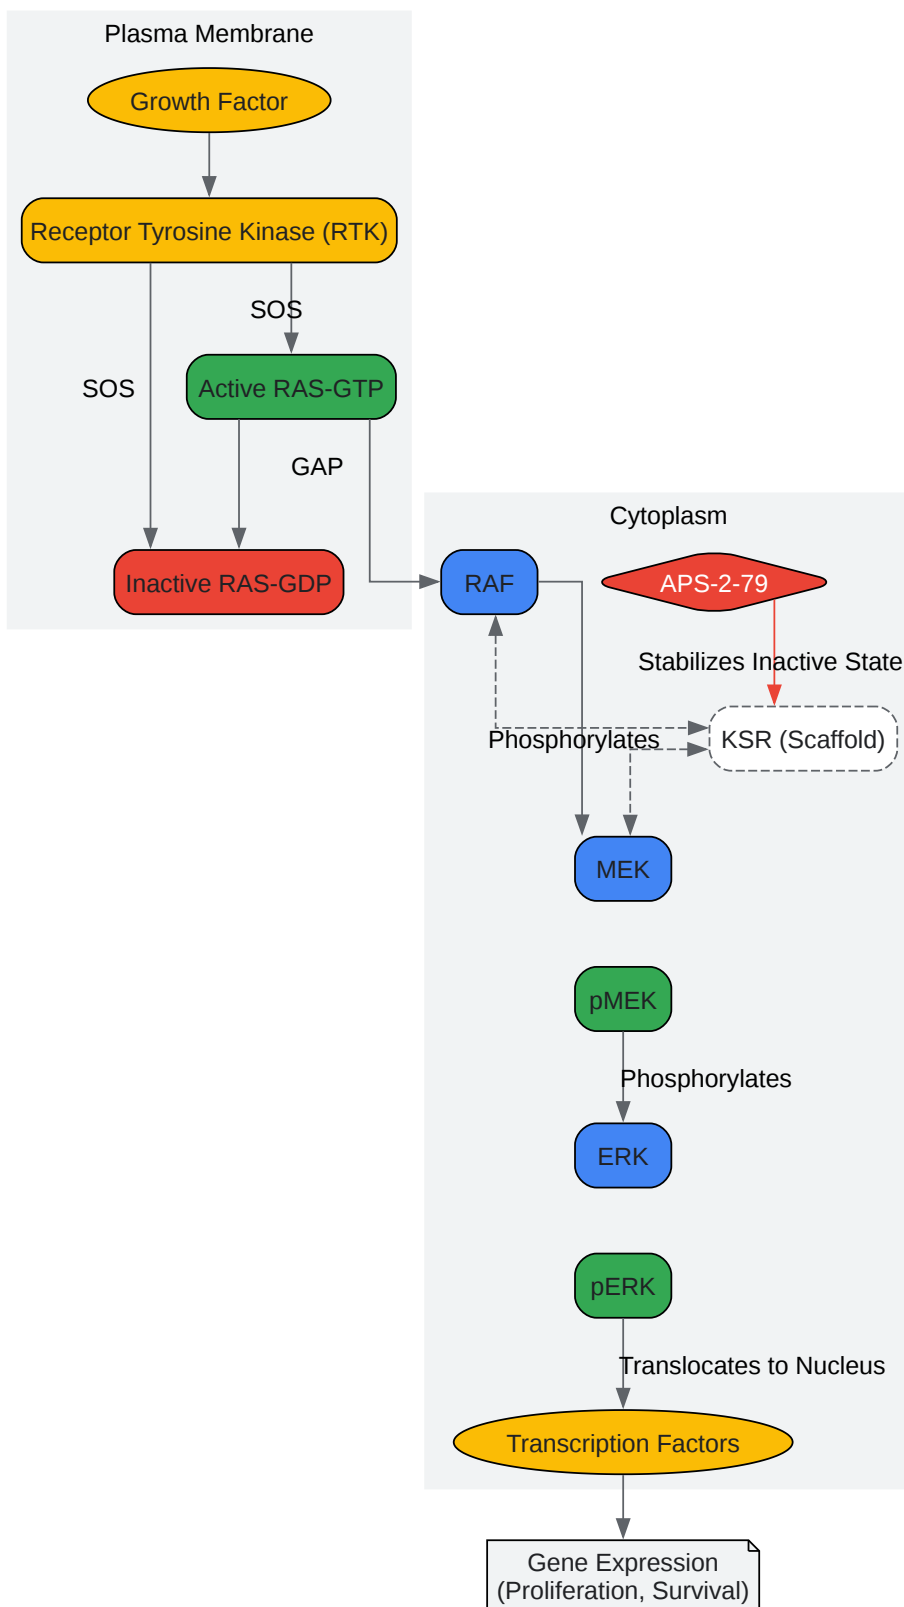 Plasma Membrane
Growth Factor
Receptor Tyrosine Kinase (RTK)
SOS
SOS
Active RAS-GTP
GAP
Inactive RAS-GDP
Cytoplasm
RAF
APS-2-79
Stabilizes Inactive State
KSR (Scaffold)
Phosphorylates
MEK
pMEK
Phosphorylates
ERK
pERK
Translocates to Nucleus
Transcription Factors
Gene Expression
(Proliferation, Survival)